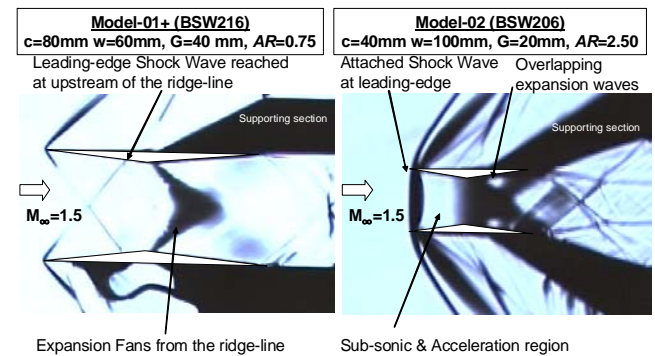 Model-01+ (BSW216)
c=80mm w=60mm, G=40 mm, AR=0.75
Leading-edge Shock Wave reached
at upstream of the ridge-line
Supporting section
M∞=1.5
Expansion Fans from the ridge-line
Model-02 (BSW206)
c=40mm w=100mm, G=20mm, AR=2.50
Attached Shock Wave
at leading-edge
Overlapping
expansion waves
Supporting section
M∞=1.5
Sub-sonic & Acceleration region